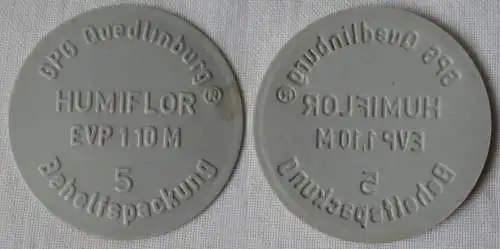 GPG Quedlinburg®
HUMIFLOR
EVP 1,10 M
5
Behelfspackung
GPG Quedlinburg®
HUMIFLOR
EVP 1,10 M
5
Behelfspackung